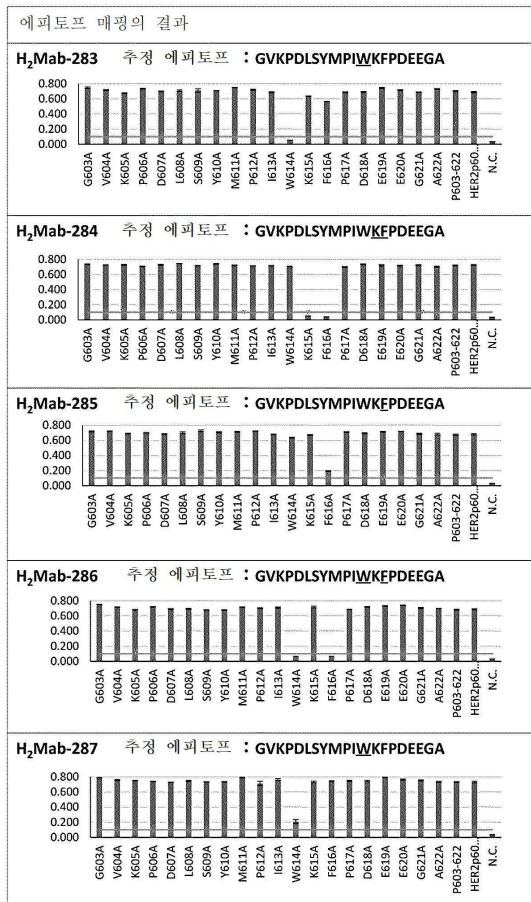 에피토프 매핑의 결과
H₂Mab-283 추정 에피토프 : GVKPDLSYMPIWKFPDEEGA
0.800
0.600
0.400
0.200
0.000
G603A V604A K605A P606A D607A L608A S609A Y610A M611A P612A I613A W614A K615A F616A P617A D618A E619A E620A G621A A622A P603-622 HER2p60... N.C.
H₂Mab-284 추정 에피토프 : GVKPDLSYMPIWKFPDEEGA
0.800
0.600
0.400
0.200
0.000
G603A V604A K605A P606A D607A L608A S609A Y610A M611A P612A I613A W614A K615A F616A P617A D618A E619A E620A G621A A622A P603-622 HER2p60... N.C.
H₂Mab-285 추정 에피토프 : GVKPDLSYMPIWKFPDEEGA
0.800
0.600
0.400
0.200
0.000
G603A V604A K605A P606A D607A L608A S609A Y610A M611A P612A I613A W614A K615A F616A P617A D618A E619A E620A G621A A622A P603-622 HER2p60... N.C.
H₂Mab-286 추정 에피토프 : GVKPDLSYMPIWKFPDEEGA
0.800
0.600
0.400
0.200
0.000
G603A V604A K605A P606A D607A L608A S609A Y610A M611A P612A I613A W614A K615A F616A P617A D618A E619A E620A G621A A622A P603-622 HER2p60... N.C.
H₂Mab-287 추정 에피토프 : GVKPDLSYMPIWKFPDEEGA
0.800
0.600
0.400
0.200
0.000
G603A V604A K605A P606A D607A L608A S609A Y610A M611A P612A I613A W614A K615A F616A P617A D618A E619A E620A G621A A622A P603-622 HER2p60... N.C.